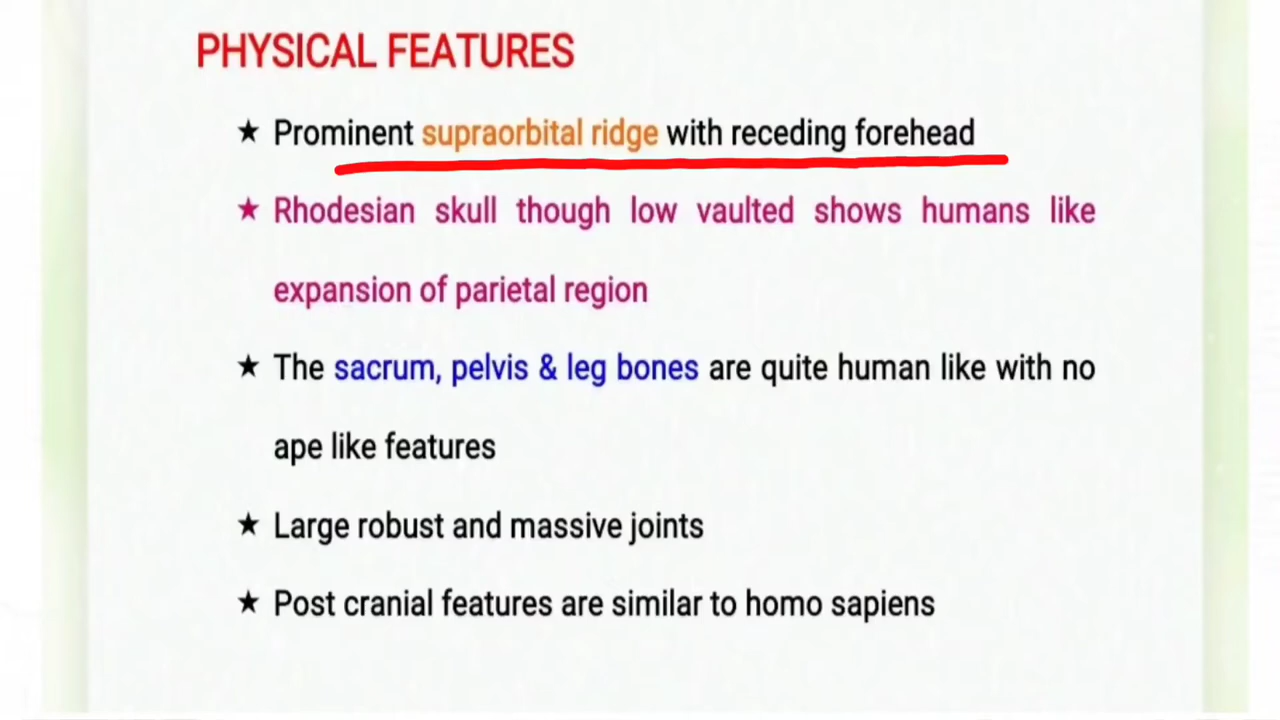 PHYSICAL FEATURES
★ Prominent supraorbital ridge with receding forehead
★ Rhodesian skull though low vaulted shows humans like
expansion of parietal region
★ The sacrum, pelvis & leg bones are quite human like with no
ape like features
★ Large robust and massive joints
★ Post cranial features are similar to homo sapiens